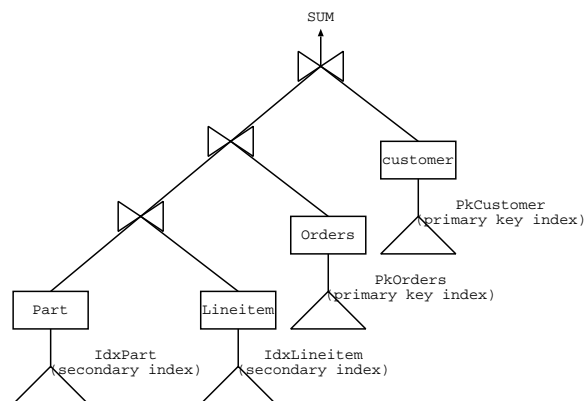 SUM
customer
PkCustomer
(primary key index)
Orders
PkOrders
(primary key index)
Part
Lineitem
IdxPart
(secondary index)
IdxLineitem
(secondary index)